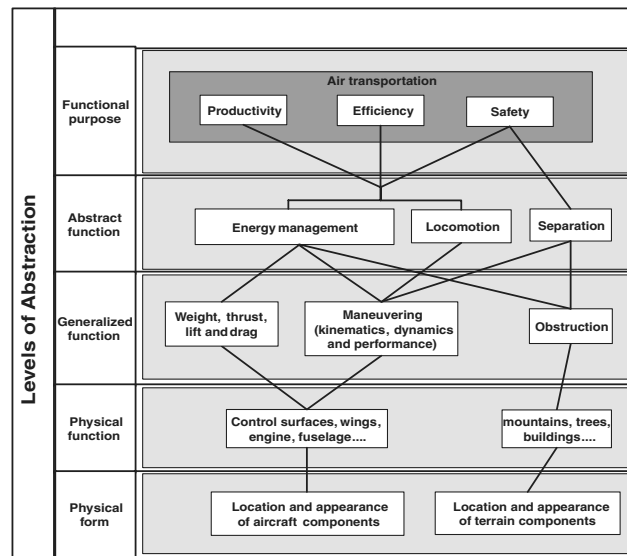 Levels of Abstraction
Functional
purpose
Air transportation
Productivity
Efficiency
Safety
Abstract
function
Energy management
Locomotion
Separation
Generalized
function
Weight, thrust,
lift and drag
Maneuvering
(kinematics, dynamics
and performance)
Obstruction
Physical
function
Control surfaces, wings,
engine, fuselage....
mountains, trees,
buildings....
Physical
form
Location and appearance
of aircraft components
Location and appearance
of terrain components